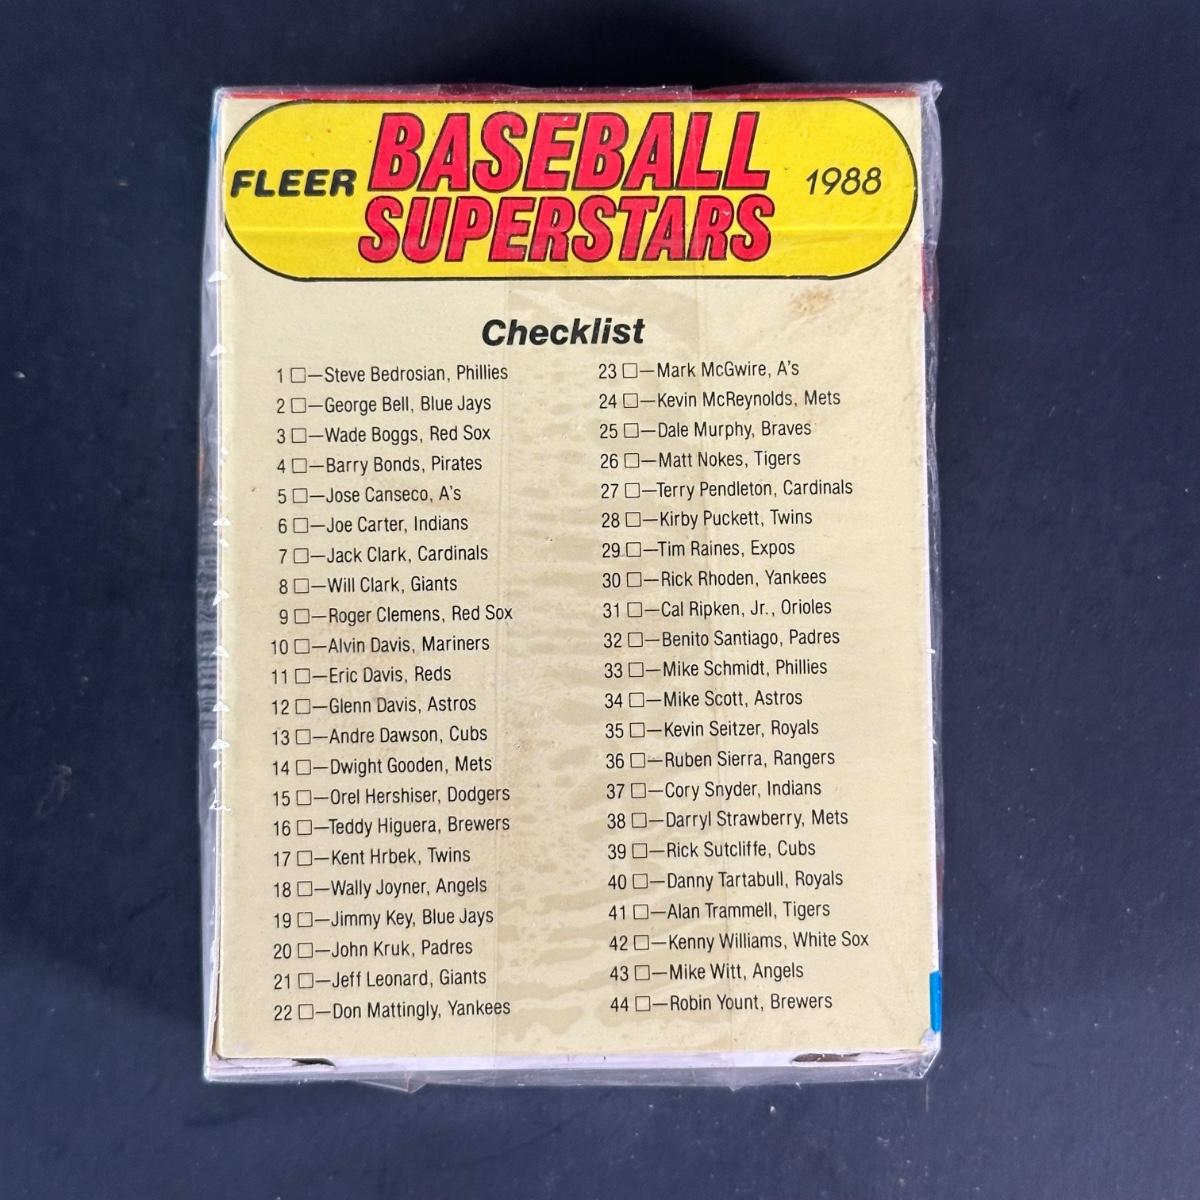 FLEER BASEBALL SUPERSTARS 1988
Checklist
1 □—Steve Bedrosian, Phillies
2 □—George Bell, Blue Jays
3 □—Wade Boggs, Red Sox
4 □—Barry Bonds, Pirates
5 □—Jose Canseco, A's
6 □—Joe Carter, Indians
7 □—Jack Clark, Cardinals
8 □—Will Clark, Giants
9 □—Roger Clemens, Red Sox
10 □—Alvin Davis, Mariners
11 □—Eric Davis, Reds
12 □—Glenn Davis, Astros
13 □—Andre Dawson, Cubs
14 □—Dwight Gooden, Mets
15 □—Orel Hershiser, Dodgers
16 □—Teddy Higuera, Brewers
17 □—Kent Hrbek, Twins
18 □—Wally Joyner, Angels
19 □—Jimmy Key, Blue Jays
20 □—John Kruk, Padres
21 □—Jeff Leonard, Giants
22 □—Don Mattingly, Yankees
23 □—Mark McGwire, A's
24 □—Kevin McReynolds, Mets
25 □—Dale Murphy, Braves
26 □—Matt Nokes, Tigers
27 □—Terry Pendleton, Cardinals
28 □—Kirby Puckett, Twins
29 □—Tim Raines, Expos
30 □—Rick Rhoden, Yankees
31 □—Cal Ripken, Jr., Orioles
32 □—Benito Santiago, Padres
33 □—Mike Schmidt, Phillies
34 □—Mike Scott, Astros
35 □—Kevin Seitzer, Royals
36 □—Ruben Sierra, Rangers
37 □—Cory Snyder, Indians
38 □—Darryl Strawberry, Mets
39 □—Rick Sutcliffe, Cubs
40 □—Danny Tartabull, Royals
41 □—Alan Trammell, Tigers
42 □—Kenny Williams, White Sox
43 □—Mike Witt, Angels
44 □—Robin Yount, Brewers